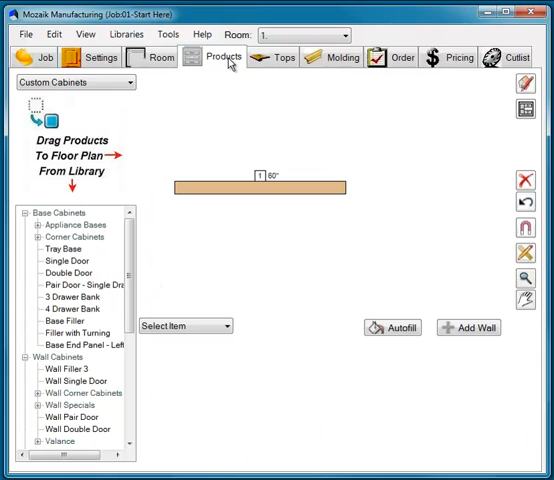 Mozaik Manufacturing (Job:01-Start Here)
File Edit View Libraries Tools Help Room: 1.
Job Settings Room Products Tops Molding Order Pricing Cutlist
Custom Cabinets
Drag Products
To Floor Plan
From Library
1 60"
Base Cabinets
Appliance Bases
Corner Cabinets
Tray Base
Single Door
Double Door
Pair Door - Single Dra
3 Drawer Bank
4 Drawer Bank
Base Filler
Filler with Turning
Base End Panel - Left
Wall Cabinets
Wall Filler 3
Wall Single Door
Wall Corner Cabinets
Wall Specials
Wall Pair Door
Wall Double Door
Valance
Select Item
Autofill
Add Wall